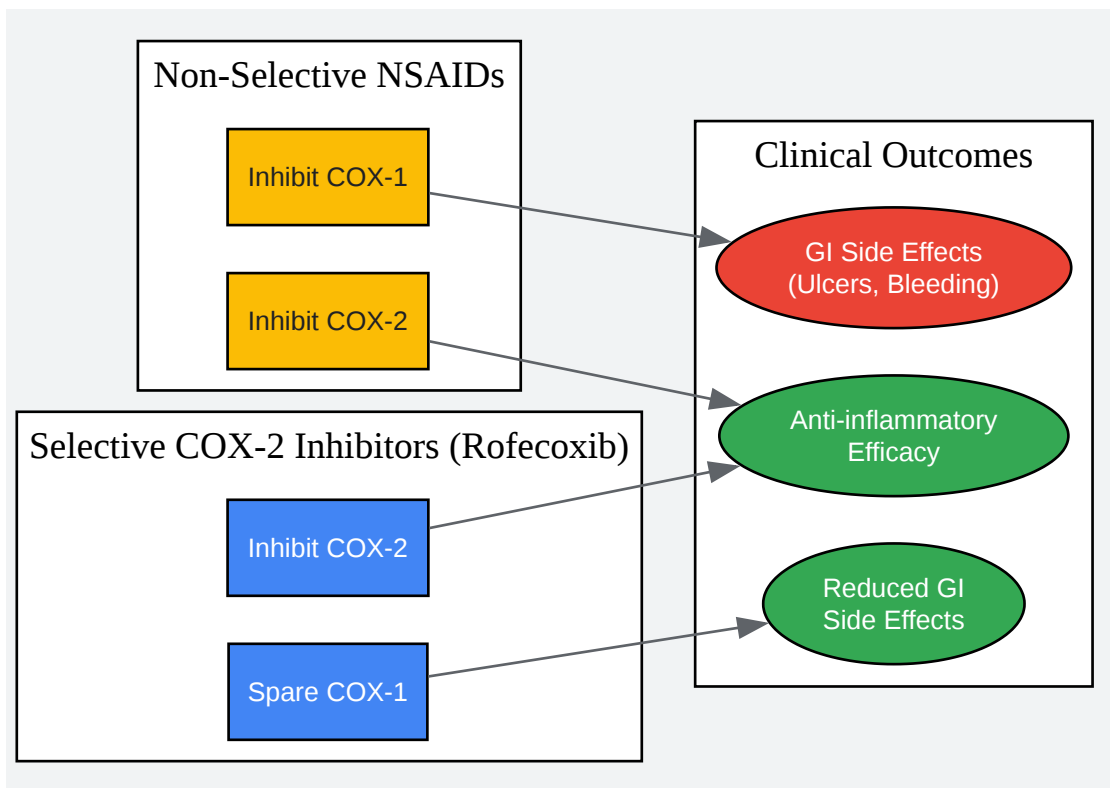 Non-Selective NSAIDs
Inhibit COX-1
Inhibit COX-2
Selective COX-2 Inhibitors (Rofecoxib)
Inhibit COX-2
Spare COX-1
Clinical Outcomes
GI Side Effects
(Ulcers, Bleeding)
Anti-inflammatory
Efficacy
Reduced GI
Side Effects